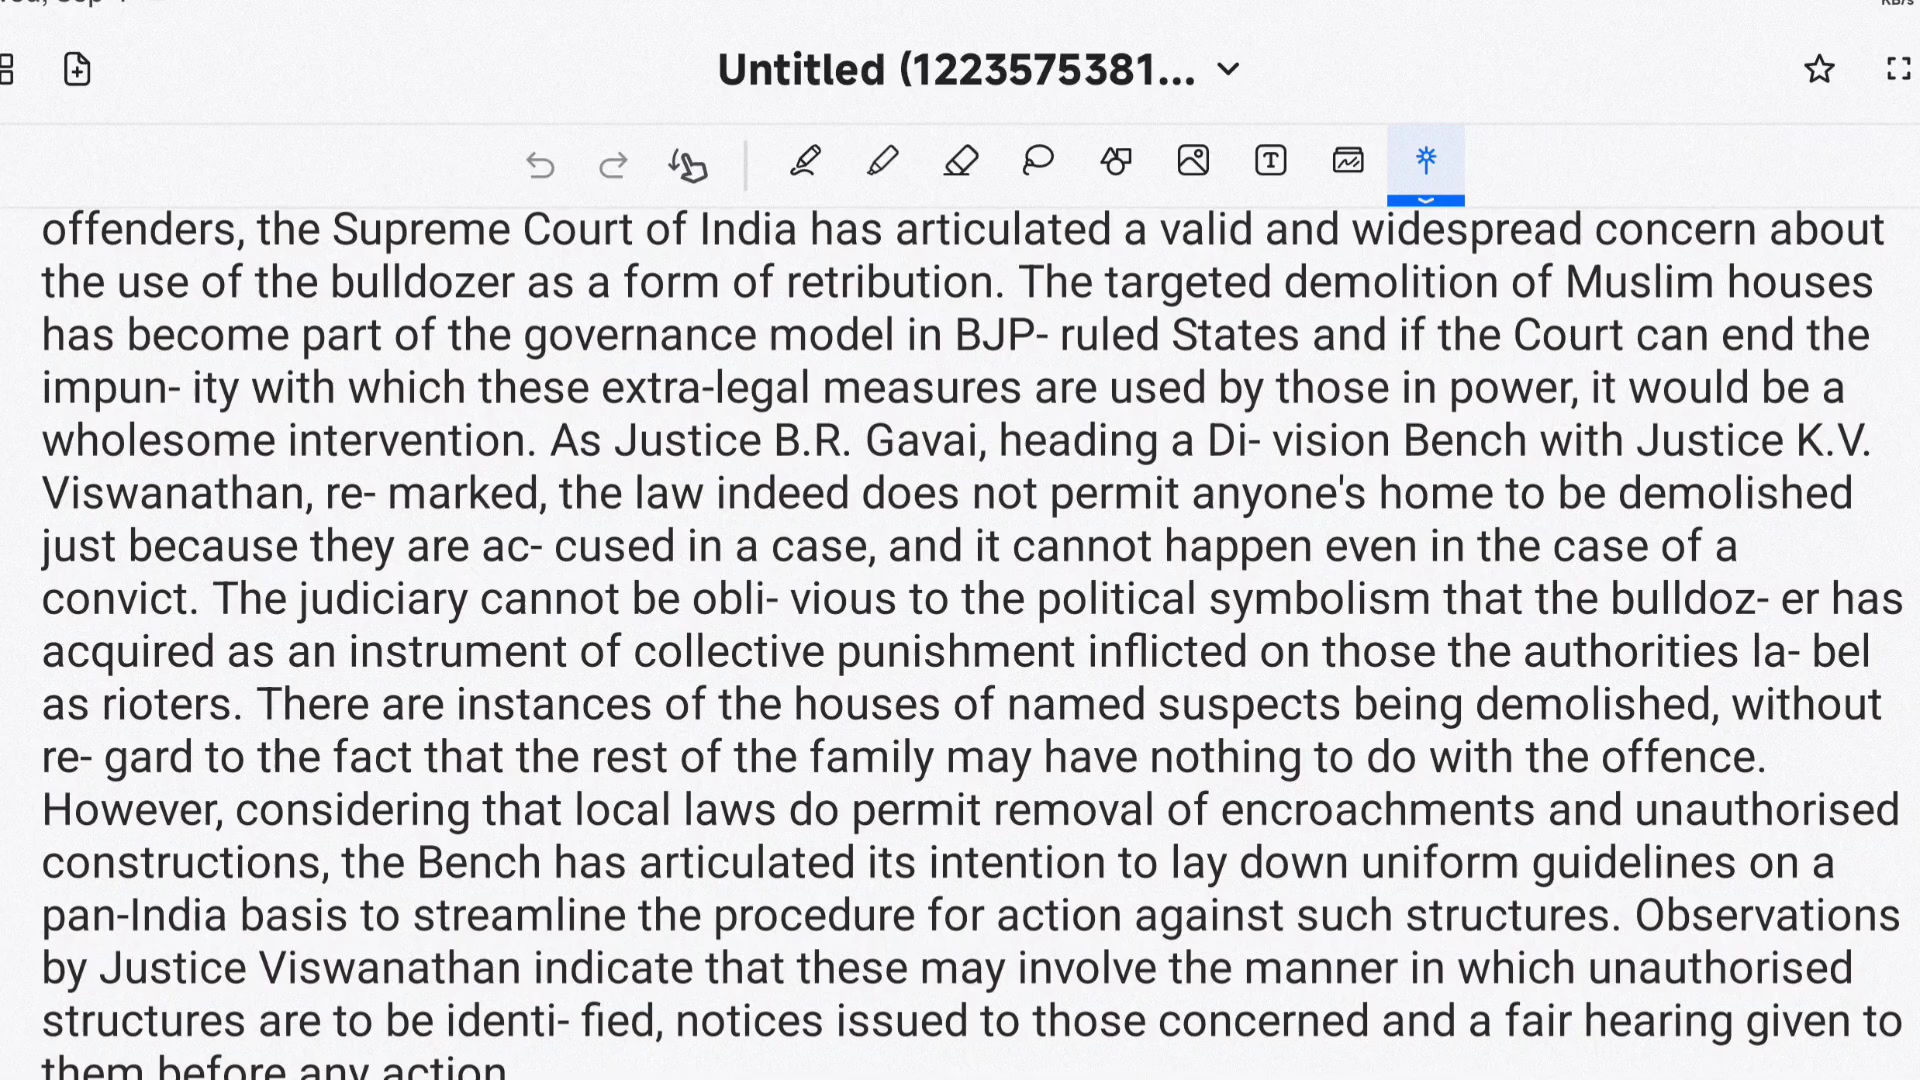 Untitled (1223575381...
offenders, the Supreme Court of India has articulated a valid and widespread concern about
the use of the bulldozer as a form of retribution. The targeted demolition of Muslim houses
has become part of the governance model in BJP- ruled States and if the Court can end the
impun- ity with which these extra-legal measures are used by those in power, it would be a
wholesome intervention. As Justice B.R. Gavai, heading a Di- vision Bench with Justice K.V.
Viswanathan, re- marked, the law indeed does not permit anyone's home to be demolished
just because they are ac- cused in a case, and it cannot happen even in the case of a
convict. The judiciary cannot be obli- vious to the political symbolism that the bulldoz- er has
acquired as an instrument of collective punishment inflicted on those the authorities la- bel
as rioters. There are instances of the houses of named suspects being demolished, without
re- gard to the fact that the rest of the family may have nothing to do with the offence.
However, considering that local laws do permit removal of encroachments and unauthorised
constructions, the Bench has articulated its intention to lay down uniform guidelines on a
pan-India basis to streamline the procedure for action against such structures. Observations
by Justice Viswanathan indicate that these may involve the manner in which unauthorised
structures are to be identi- fied, notices issued to those concerned and a fair hearing given to
them before any action